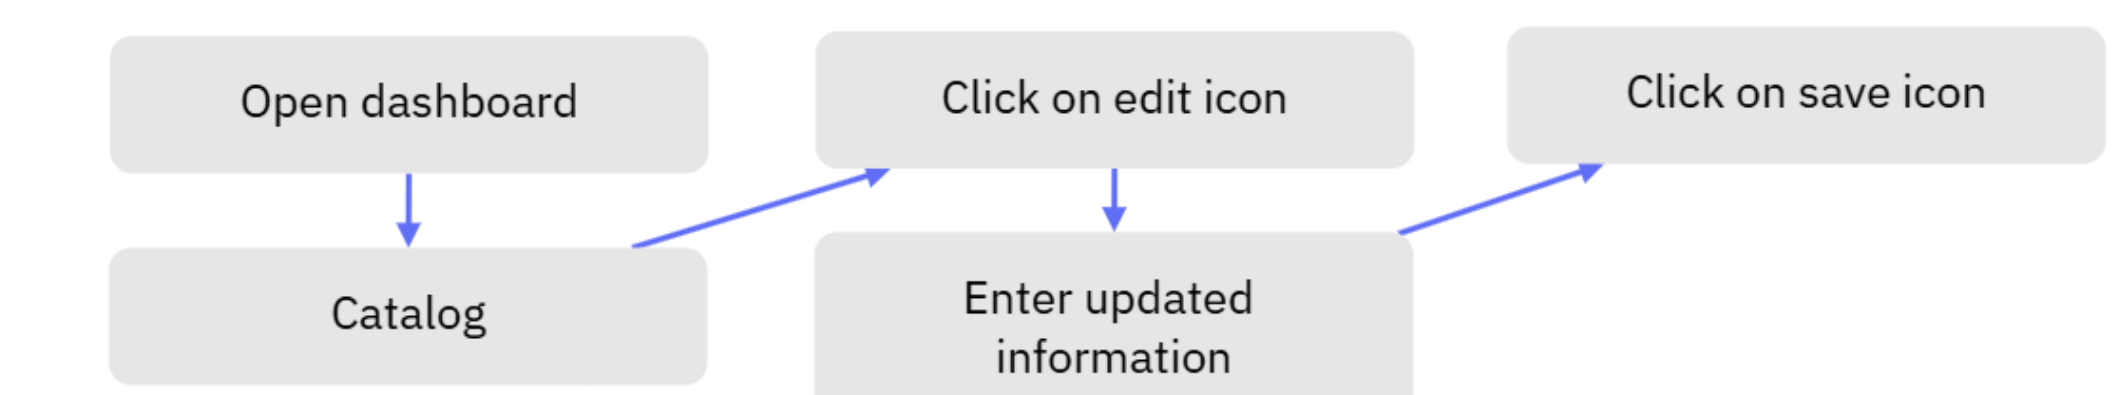 Open dashboard
Catalog
Click on edit icon
Enter updated
information
Click on save icon